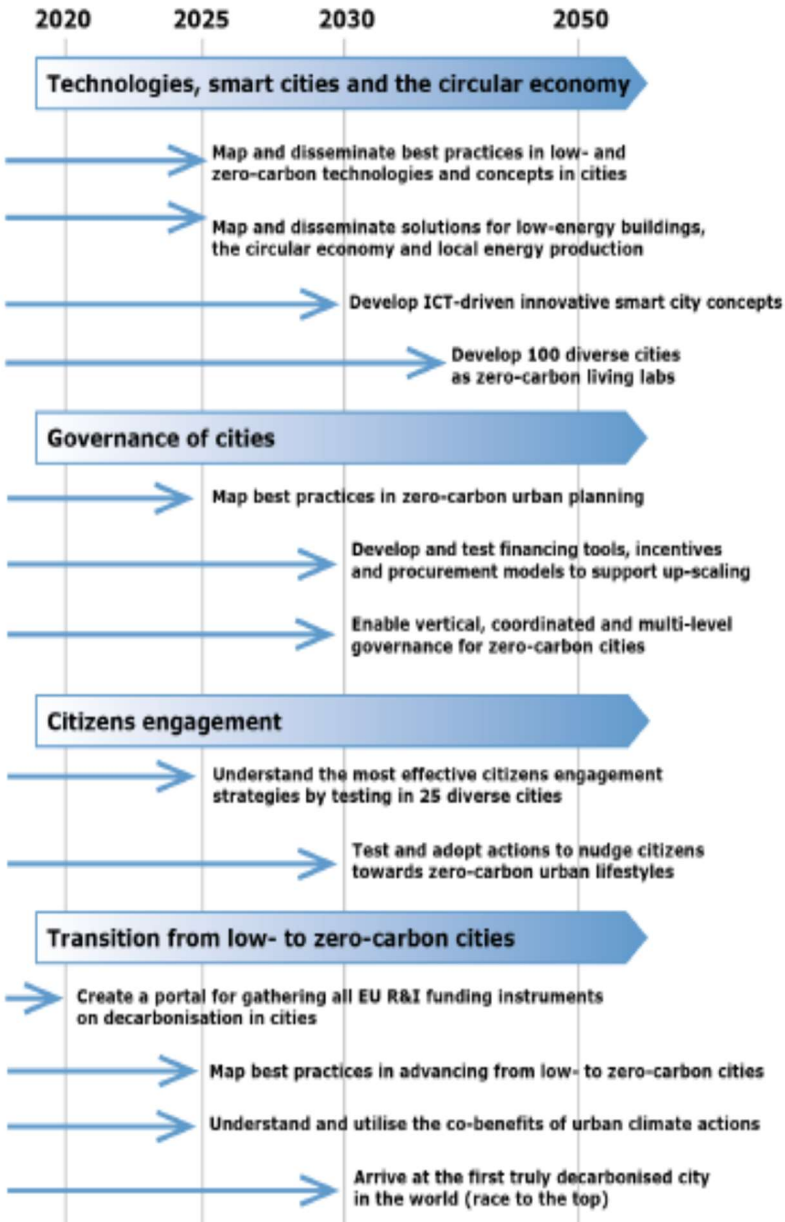 2020 2025 2030 2050
Technologies, smart cities and the circular economy
Map and disseminate best practices in low- and
zero-carbon technologies and concepts in cities
Map and disseminate solutions for low-energy buildings,
the circular economy and local energy production
Develop ICT-driven innovative smart city concepts
Develop 100 diverse cities
as zero-carbon living labs
Governance of cities
Map best practices in zero-carbon urban planning
Develop and test financing tools, incentives
and procurement models to support up-scaling
Enable vertical, coordinated and multi-level
governance for zero-carbon cities
Citizens engagement
Understand the most effective citizens engagement
strategies by testing in 25 diverse cities
Test and adopt actions to nudge citizens
towards zero-carbon urban lifestyles
Transition from low- to zero-carbon cities
Create a portal for gathering all EU R&I funding instruments
on decarbonisation in cities
Map best practices in advancing from low- to zero-carbon cities
Understand and utilise the co-benefits of urban climate actions
Arrive at the first truly decarbonised city
in the world (race to the top)